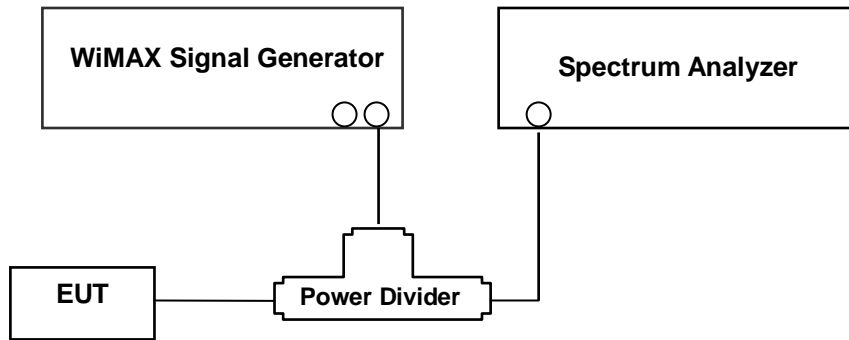 WiMAX Signal Generator
Spectrum Analyzer
EUT
Power Divider